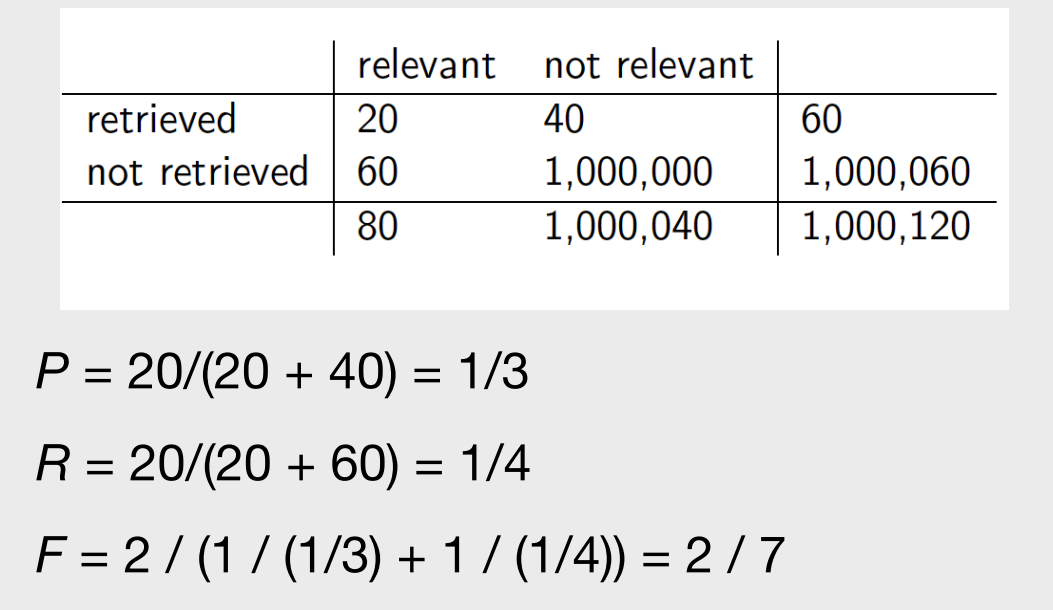 relevant not relevant
retrieved 20 40 60
not retrieved 60 1,000,000 1,000,060
80 1,000,040 1,000,120
P = 20/(20 + 40) = 1/3
R = 20/(20 + 60) = 1/4
F = 2 / (1 / (1/3) + 1 / (1/4)) = 2 / 7